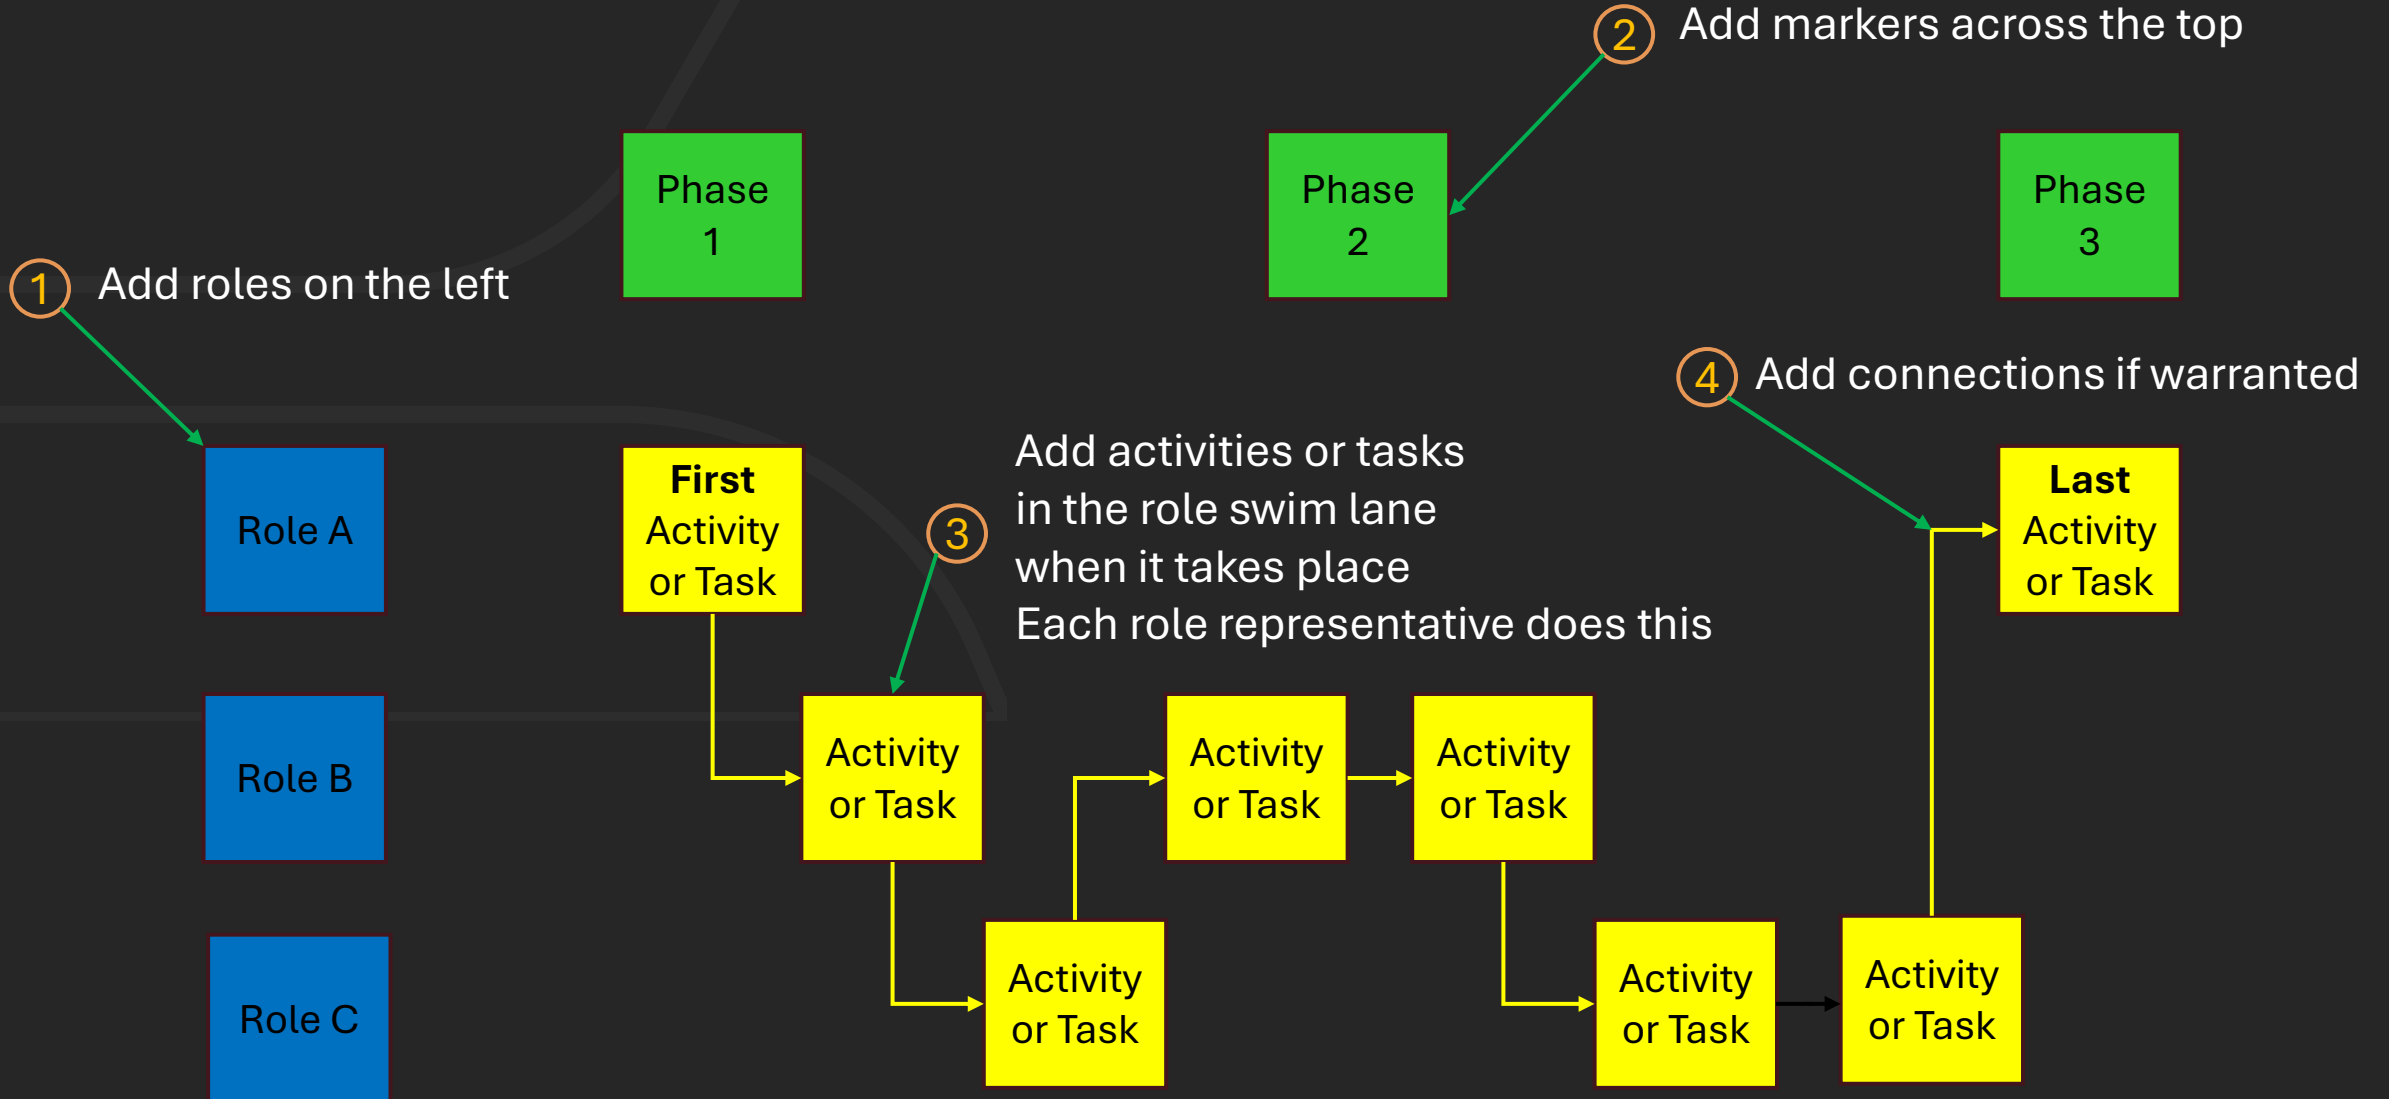 2 Add markers across the top
Phase
1
Phase
2
Phase
3
1 Add roles on the left
4 Add connections if warranted
Role A
First
Activity
or Task
3
Add activities or tasks
in the role swim lane
when it takes place
Each role representative does this
Last
Activity
or Task
Role B
Activity
or Task
Activity
or Task
Activity
or Task
Role C
Activity
or Task
Activity
or Task
Activity
or Task